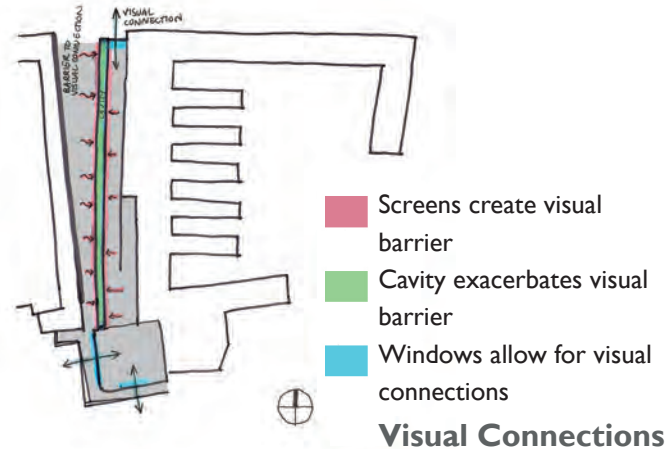 VISUAL
CONNECTION
BARRIER TO
VISUAL CONNECTION
CAVITY
Screens create visual
barrier
Cavity exacerbates visual
barrier
Windows allow for visual
connections
Visual Connections